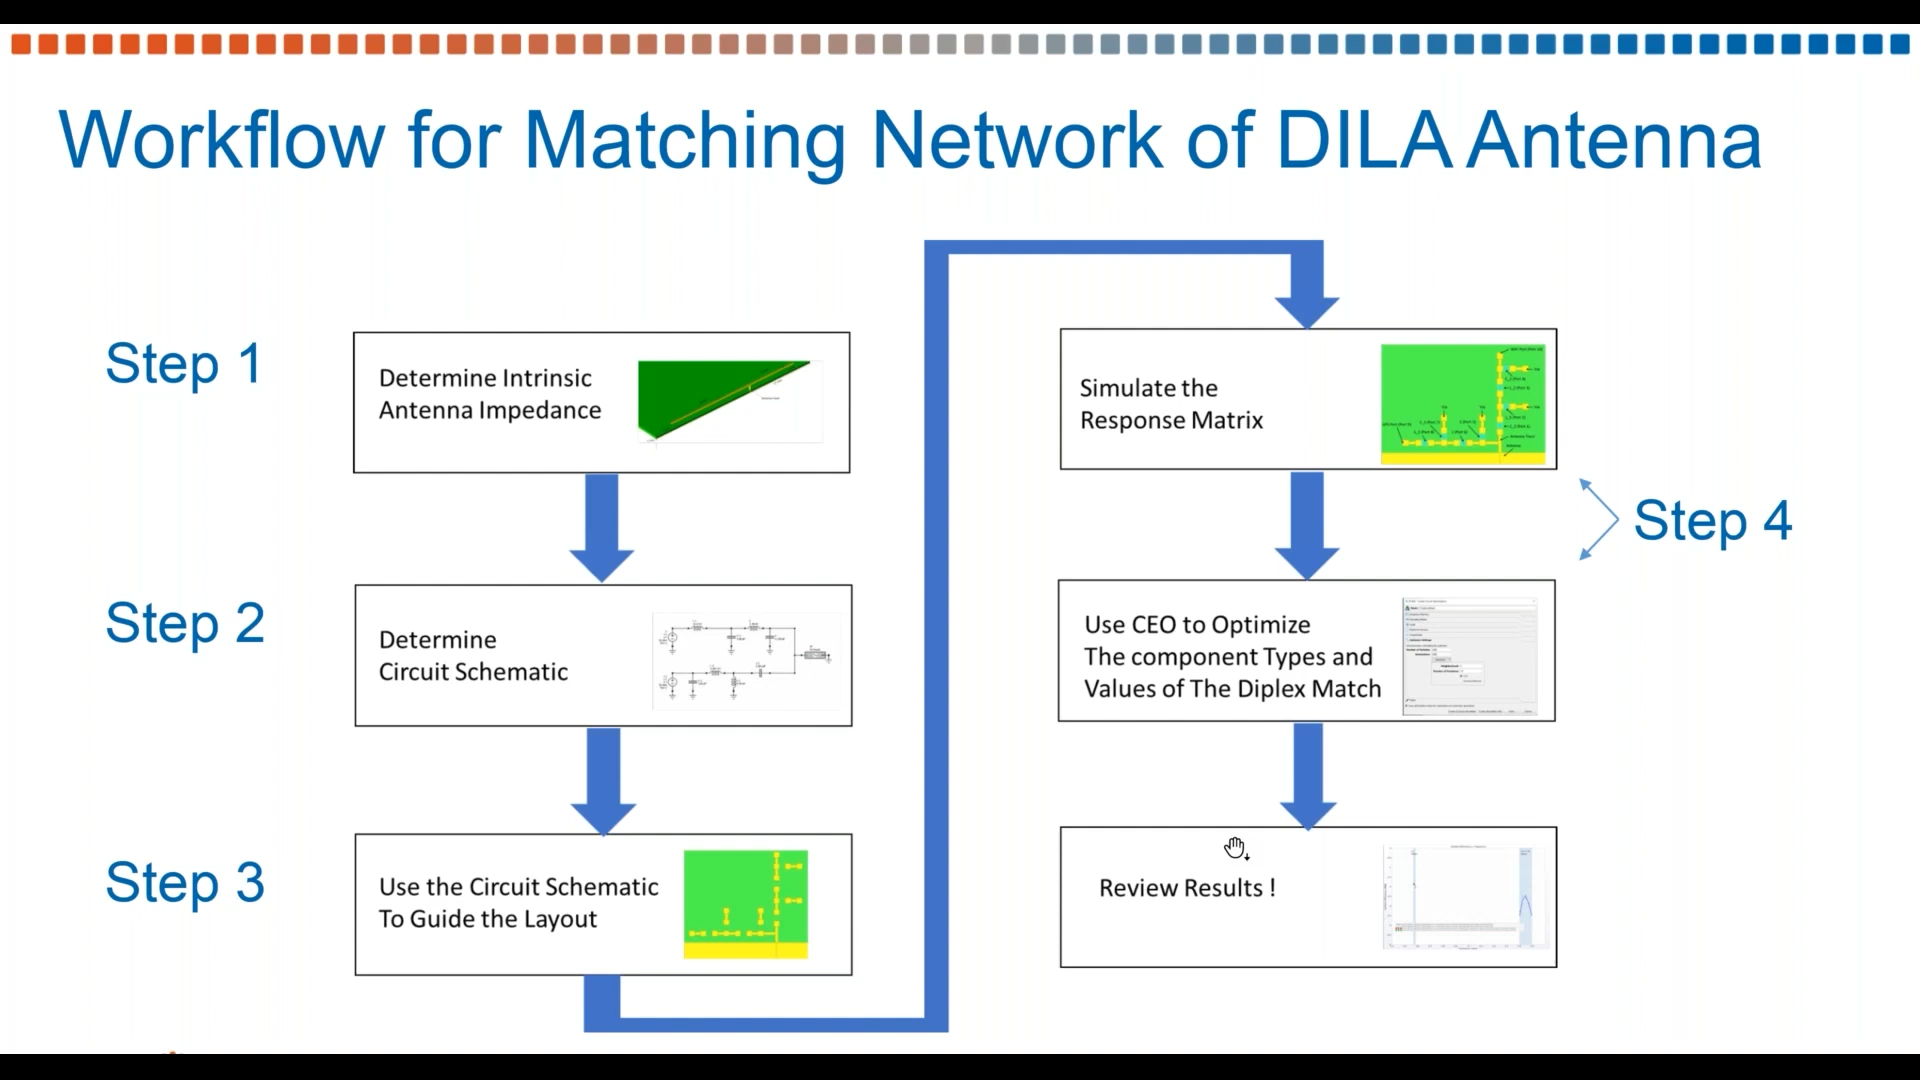 Workflow for Matching Network of DILA Antenna
Step 1
Determine Intrinsic
Antenna Impedance
Step 2
Determine
Circuit Schematic
Step 3
Use the Circuit Schematic
To Guide the Layout
Simulate the
Response Matrix
Step 4
Use CEO to Optimize
The component Types and
Values of The Diplex Match
Review Results !